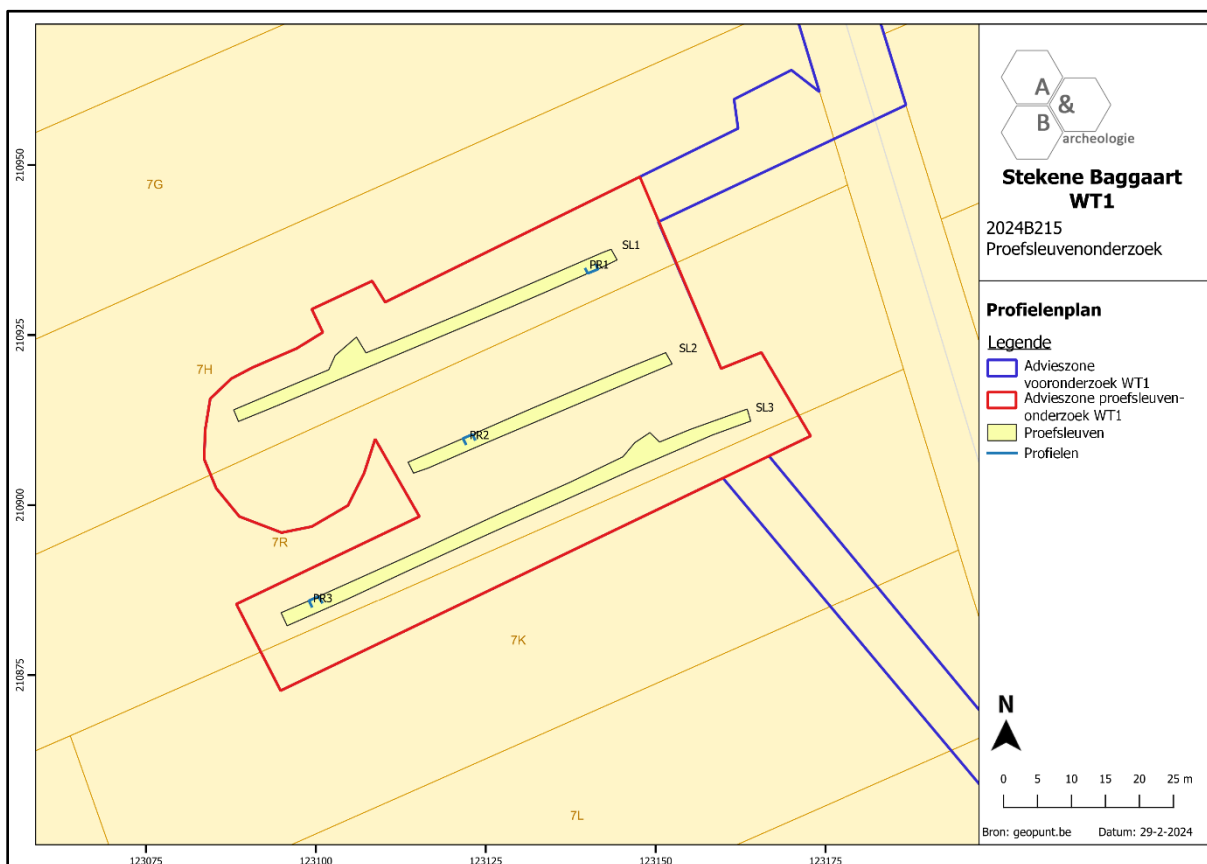 210950
210925
210900
210875
123075
123100
123125
123150
123175
7G
7H
7R
7K
7L
SL1
PR1
SL2
PR2
SL3
PR3
A
&
B
archeologie
Stekene Baggaart
WT1
2024B215
Proefsleuvenonderzoek
Profielenplan
Legende
Advieszone
vooronderzoek WT1
Advieszone proefsleuven-
onderzoek WT1
Proefsleuven
Profielen
N
0 5 10 15 20 25 m
Bron: geopunt.be Datum: 29-2-2024